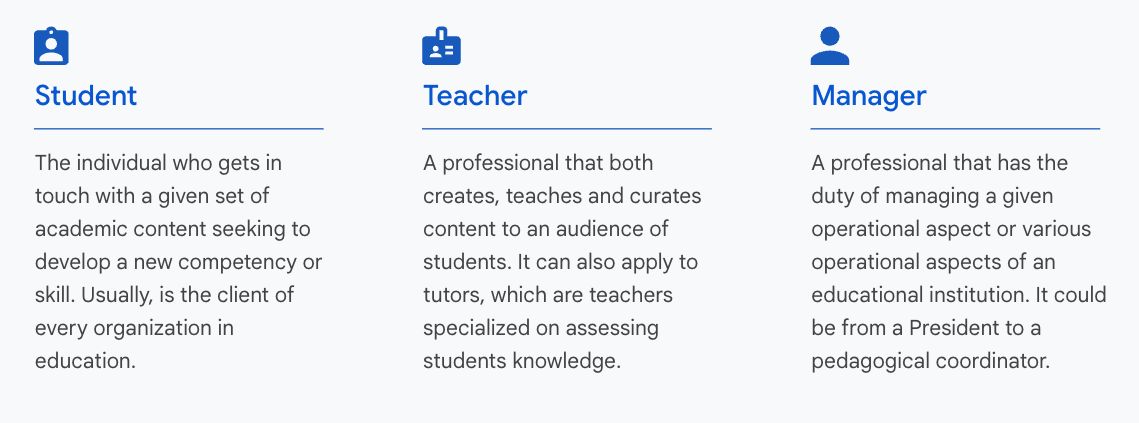 Student
The individual who gets in
touch with a given set of
academic content seeking to
develop a new competency or
skill. Usually, is the client of
every organization in
education.
Teacher
A professional that both
creates, teaches and curates
content to an audience of
students. It can also apply to
tutors, which are teachers
specialized on assessing
students knowledge.
Manager
A professional that has the
duty of managing a given
operational aspect or various
operational aspects of an
educational institution. It could
be from a President to a
pedagogical coordinator.